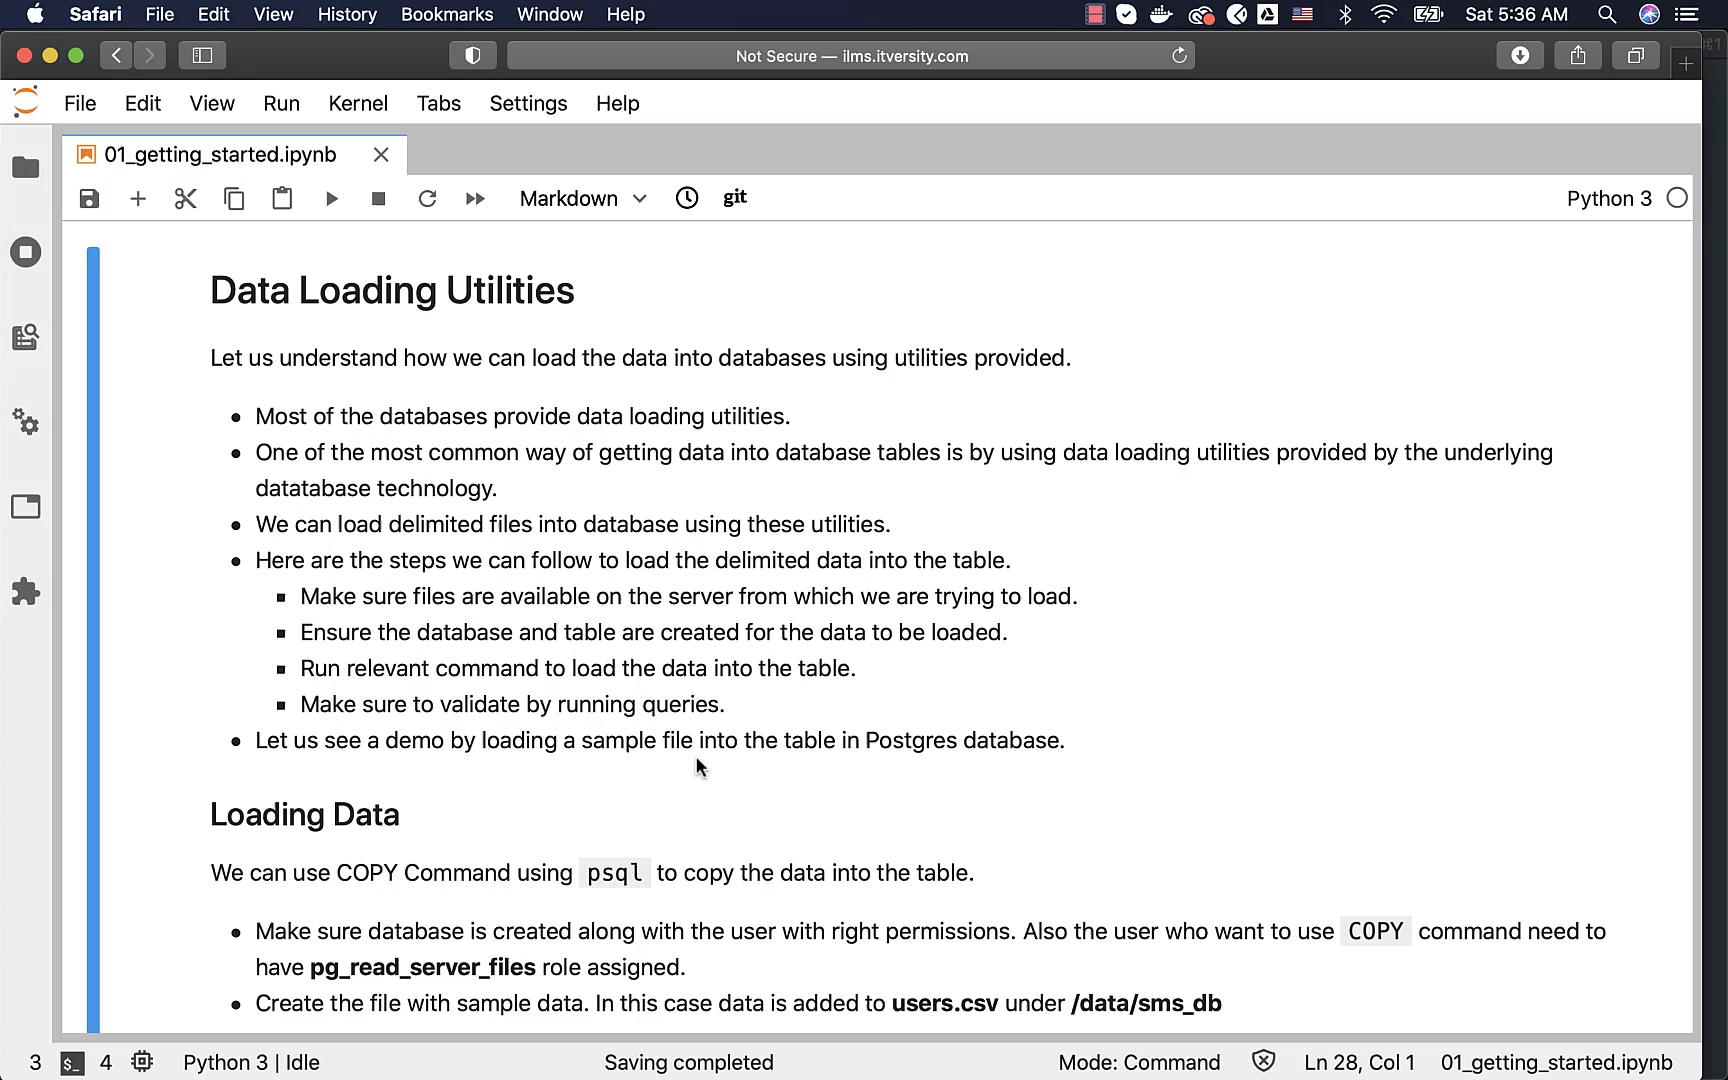 Safari File Edit View History Bookmarks Window Help Sat 5:36 AM
Not Secure — ilms.itversity.com
File Edit View Run Kernel Tabs Settings Help
01_getting_started.ipynb
Markdown git Python 3
Data Loading Utilities
Let us understand how we can load the data into databases using utilities provided.
Most of the databases provide data loading utilities.
One of the most common way of getting data into database tables is by using data loading utilities provided by the underlying
datatabase technology.
We can load delimited files into database using these utilities.
Here are the steps we can follow to load the delimited data into the table.
Make sure files are available on the server from which we are trying to load.
Ensure the database and table are created for the data to be loaded.
Run relevant command to load the data into the table.
Make sure to validate by running queries.
Let us see a demo by loading a sample file into the table in Postgres database.
Loading Data
We can use COPY Command using psql to copy the data into the table.
Make sure database is created along with the user with right permissions. Also the user who want to use COPY command need to
have pg_read_server_files role assigned.
Create the file with sample data. In this case data is added to users.csv under /data/sms_db
3 $_ 4 Python 3 | Idle Saving completed Mode: Command Ln 28, Col 1 01_getting_started.ipynb